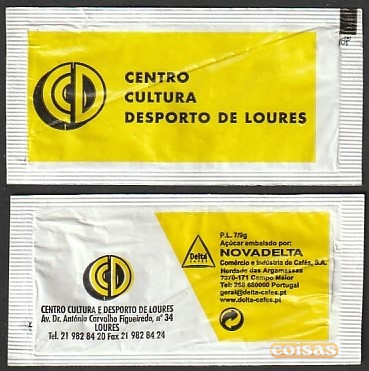 CENTRO
CULTURA
DESPORTO DE LOURES
P.L. 7/9g
Açúcar embalado por:
NOVADELTA
Comércio e Indústria de Cafés, S.A.
Herdade das Argamassas
7370-171 Campo Maior
Tel: 268 680000 Portugal
geral@delta-cafes.pt
www.delta-cafes.pt
Delta
CAFÉS
CENTRO CULTURA E DESPORTO DE LOURES
Av. Dr. António Carvalho Figueiredo, nº 34
LOURES
Tel. 21 982 84 20 Fax 21 982 84 24
coisas